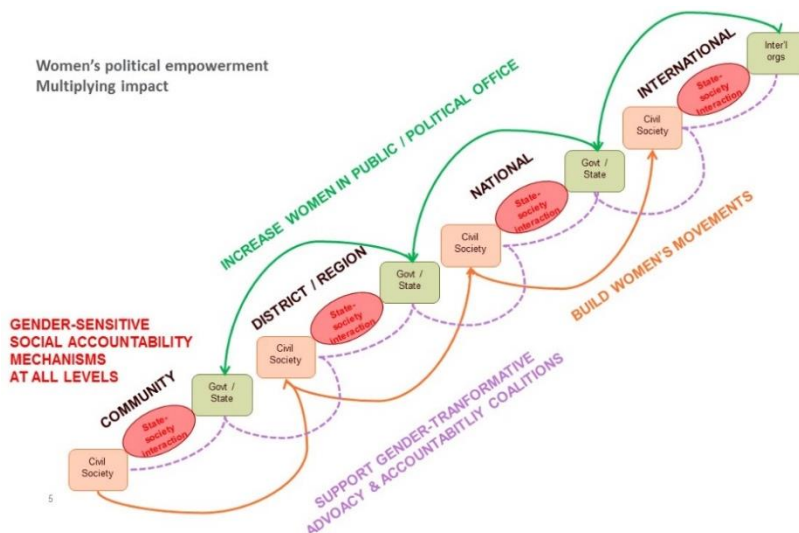 Women's political empowerment
Multiplying impact
INCREASE WOMEN IN PUBLIC / POLITICAL OFFICE
INTERNATIONAL
Inter'l
orgs
State-
society
interaction
Civil
Society
NATIONAL
Govt /
State
State-
society
interaction
Civil
Society
BUILD WOMEN'S MOVEMENTS
DISTRICT / REGION
Govt /
State
State-
society
interaction
Civil
Society
GENDER-SENSITIVE
SOCIAL ACCOUNTABILITY
MECHANISMS
AT ALL LEVELS
COMMUNITY
Govt /
State
State-
society
interaction
Civil
Society
SUPPORT GENDER-TRANFORMATIVE
ADVOACY & ACCOUNTABITLIY COALITIONS
5